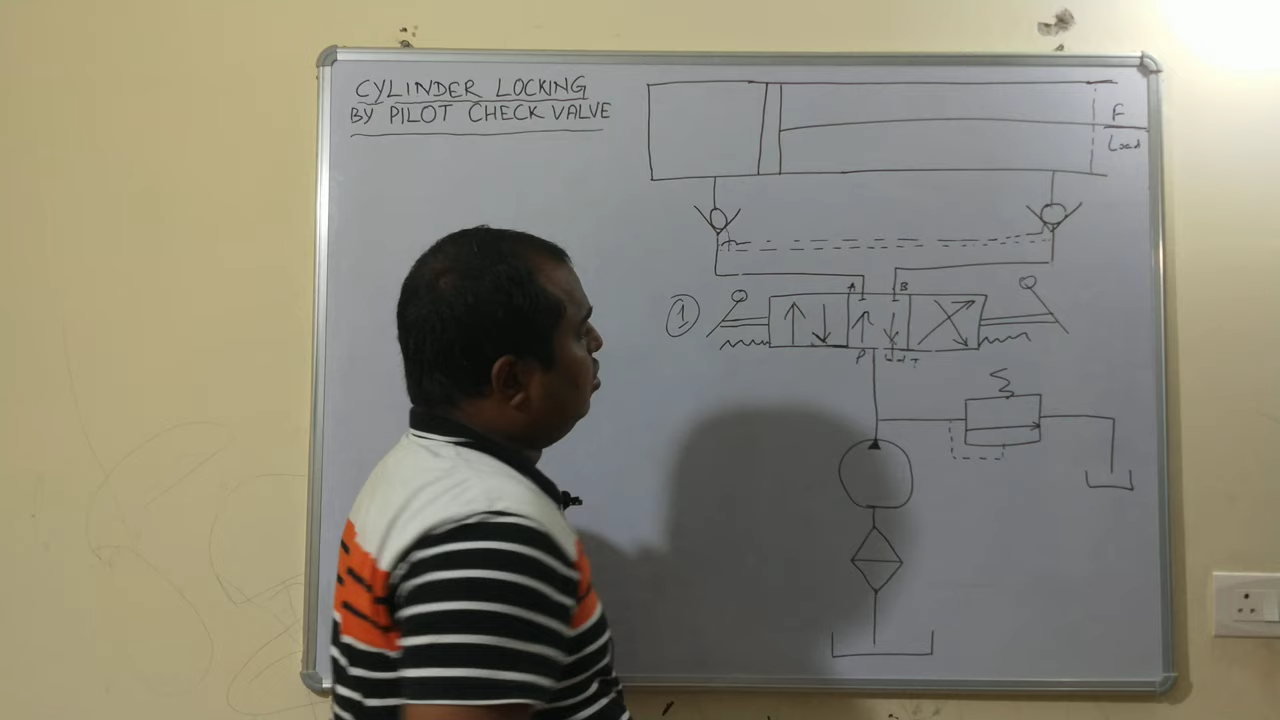 CYLINDER LOCKING
BY PILOT CHECK VALVE
F
Load
A B
1
P T